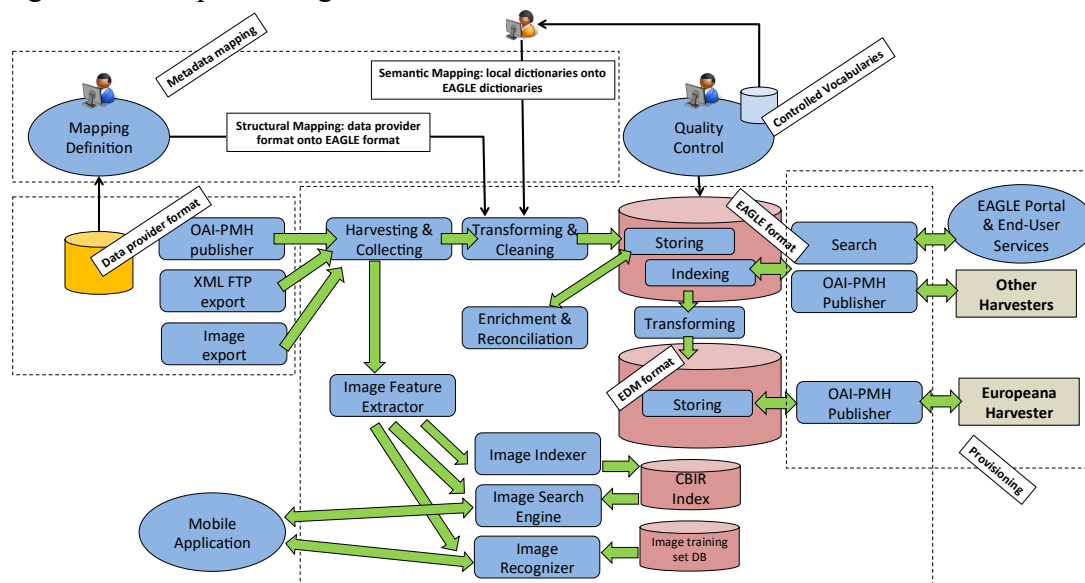 Metadata mapping
Mapping
Definition
Structural Mapping: data provider
format onto EAGLE format
Semantic Mapping: local dictionaries onto
EAGLE dictionaries
Quality
Control
Controlled Vocabularies
Data provider format
OAI-PMH
publisher
XML FTP
export
Image
export
Harvesting &
Collecting
Transforming &
Cleaning
Storing
Indexing
EAGLE format
Search
EAGLE Portal
& End-User
Services
OAI-PMH
Publisher
Other
Harvesters
Enrichment &
Reconciliation
Transforming
EDM format
Storing
OAI-PMH
Publisher
Europeana
Harvester
Provisioning
Image Feature
Extractor
Image Indexer
CBIR
Index
Image Search
Engine
Mobile
Application
Image
Recognizer
Image training
set DB